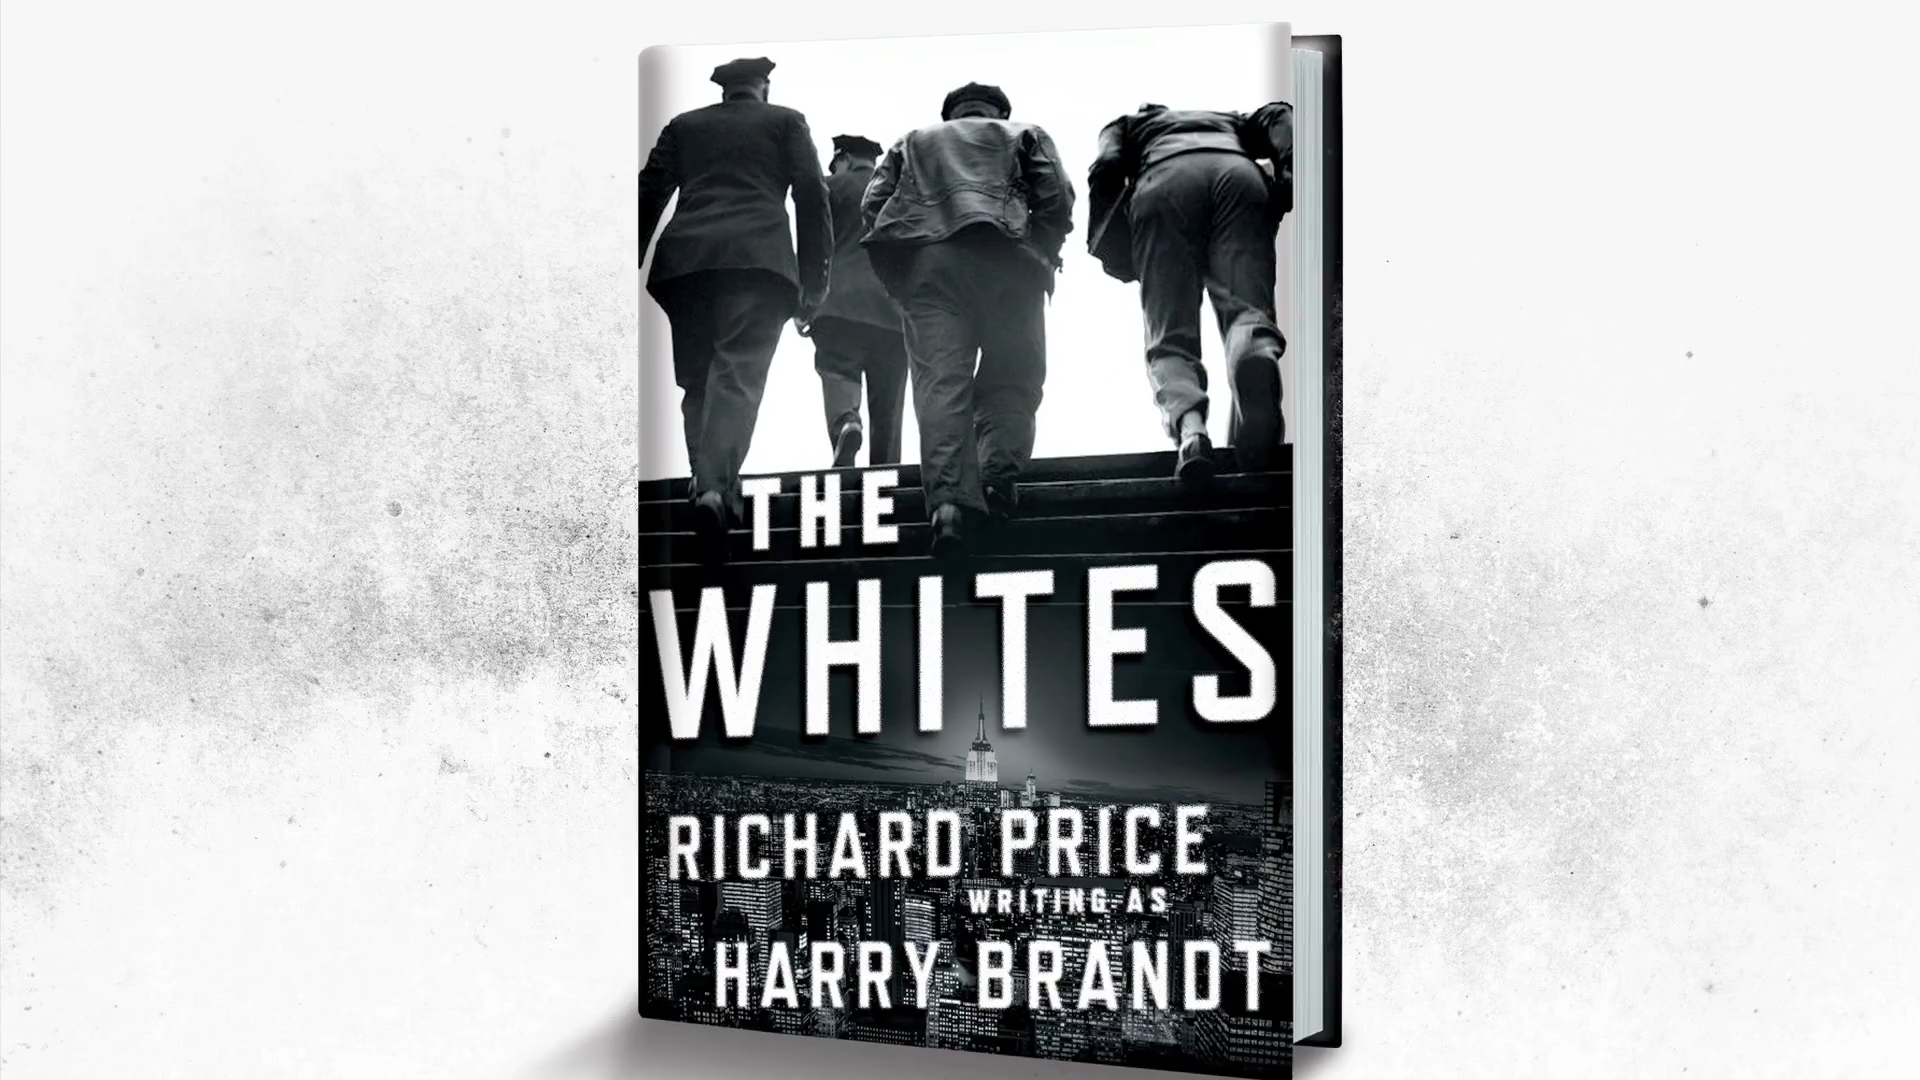 THE
WHITES
RICHARD PRICE
WRITING AS
HARRY BRANDT